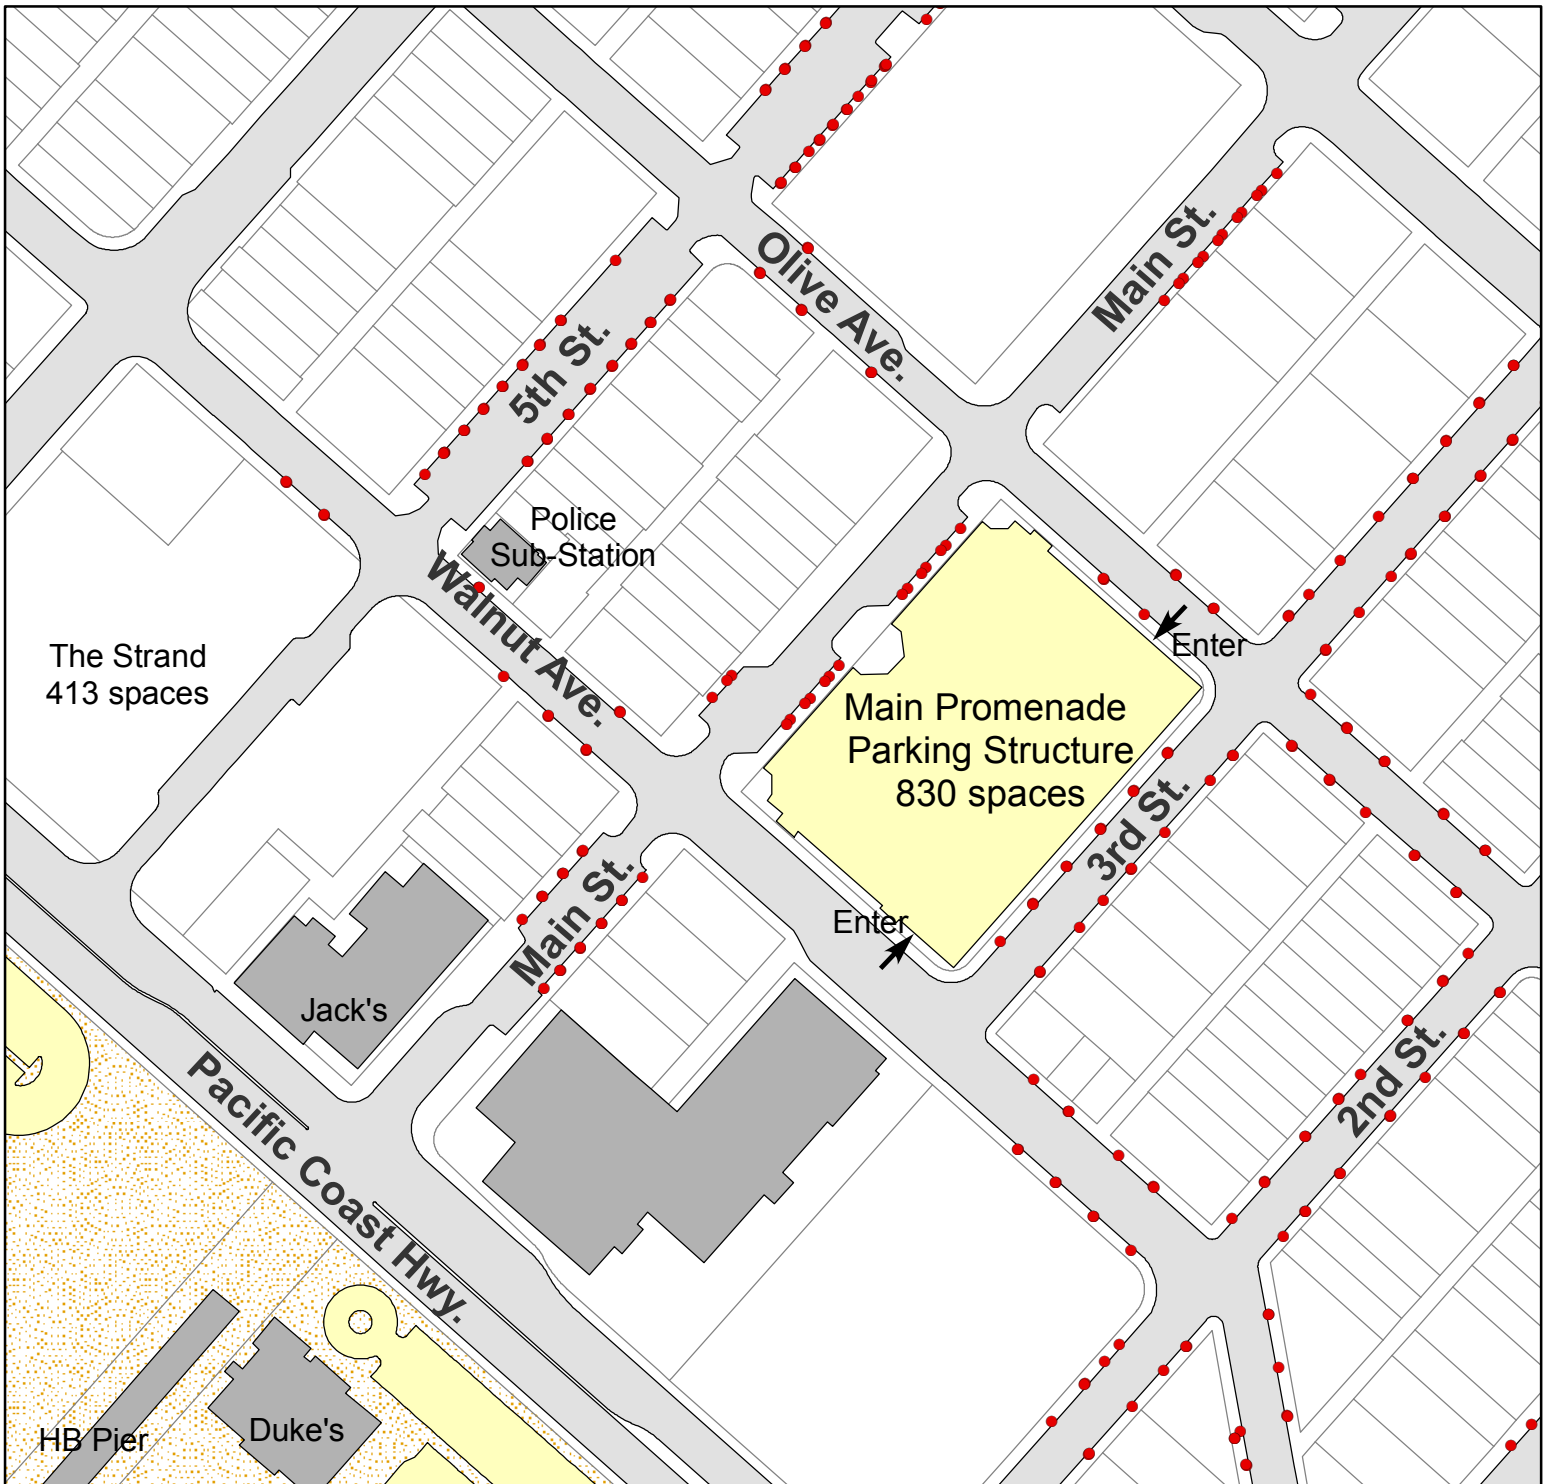 Olive Ave.
Main St.
5th St.
Police
Sub-Station
Walnut Ave.
The Strand
413 spaces
Enter
Main Promenade
Parking Structure
830 spaces
3rd St.
Enter
Main St.
Jack's
2nd St.
Pacific Coast Hwy.
HB Pier
Duke's